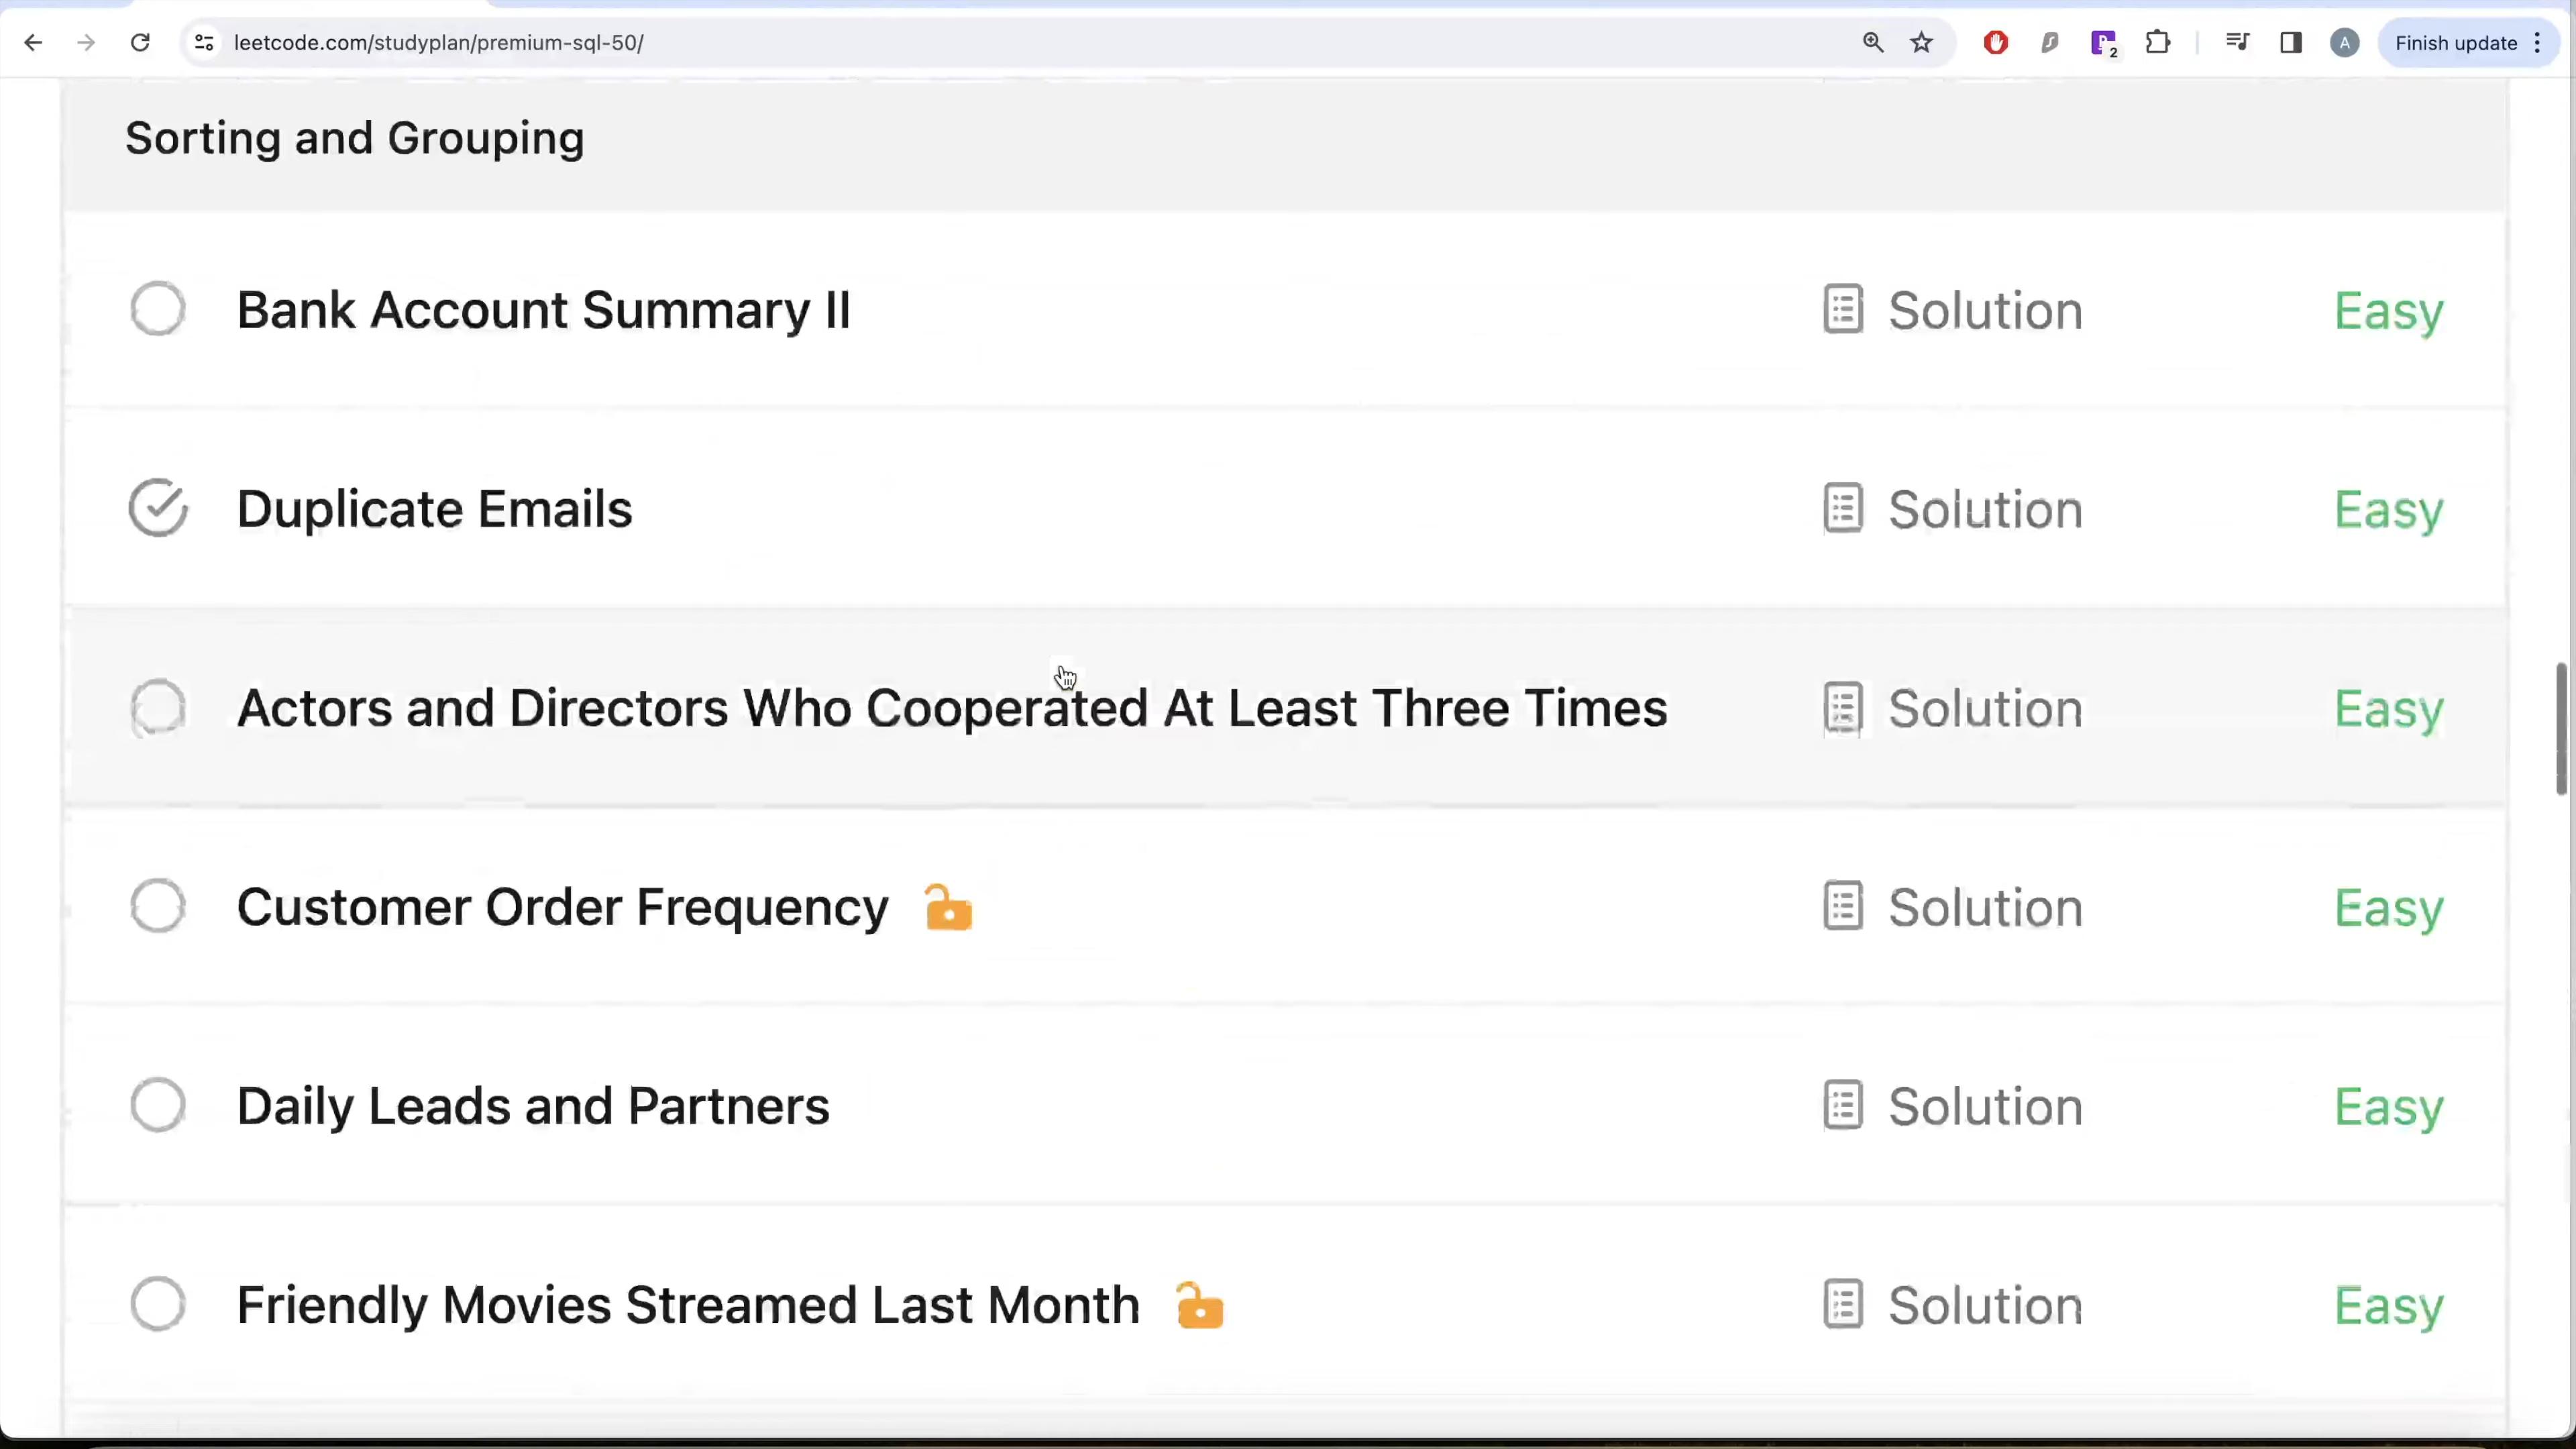 leetcode.com/studyplan/premium-sql-50/
2
A
Finish update
Sorting and Grouping
Bank Account Summary II Solution Easy
Duplicate Emails Solution Easy
Actors and Directors Who Cooperated At Least Three Times Solution Easy
Customer Order Frequency Solution Easy
Daily Leads and Partners Solution Easy
Friendly Movies Streamed Last Month Solution Easy